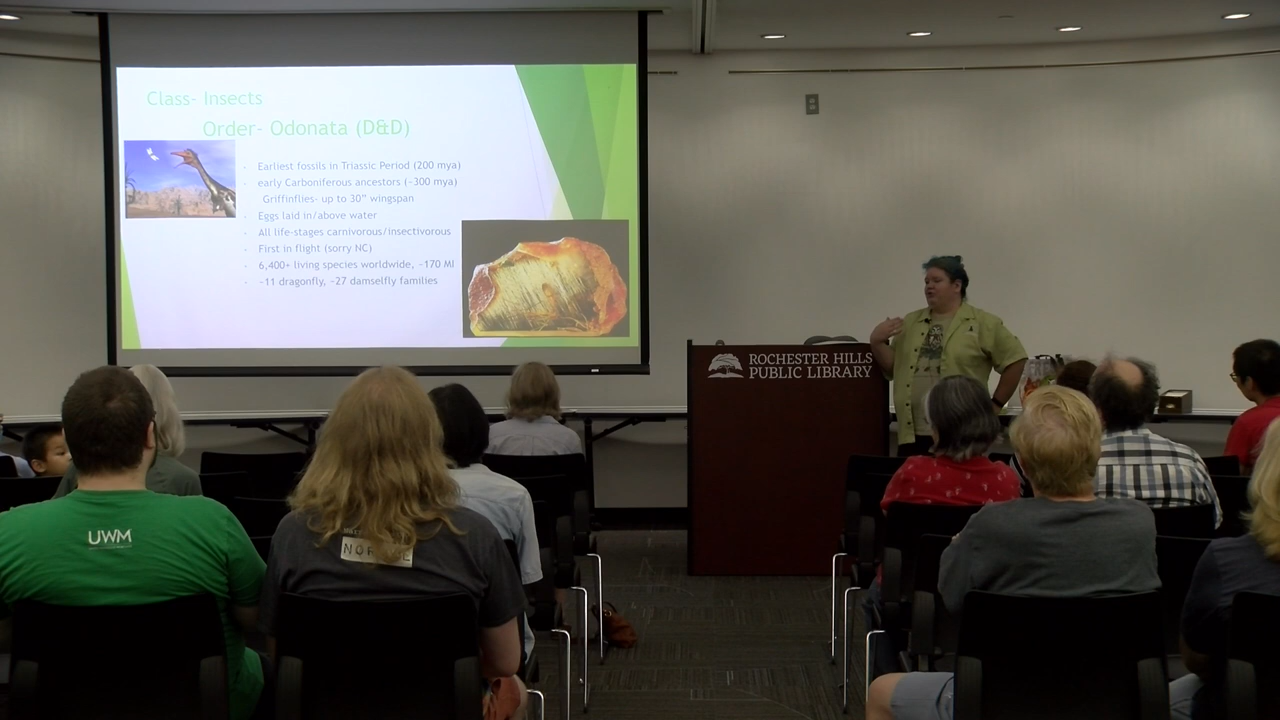 Class- Insects
Order- Odonata (D&D)
- Earliest fossils in Triassic Period (200 mya)
- early Carboniferous ancestors (~300 mya)
Griffinflies- up to 30” wingspan
- Eggs laid in/above water
- All life-stages carnivorous/insectivorous
- First in flight (sorry NC)
- 6,400+ living species worldwide, ~170 MI
- ~11 dragonfly, ~27 damselfly families
ROCHESTER HILLS
PUBLIC LIBRARY
UWM